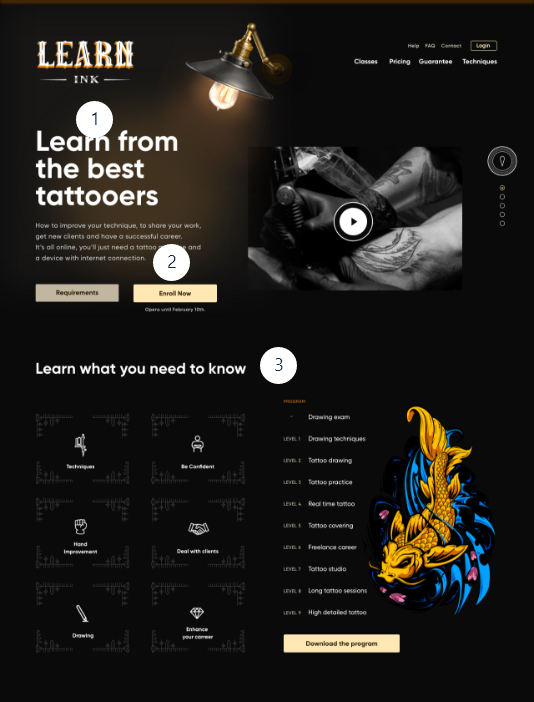 LEARN
INK
Help FAQ Contact Login
Classes Pricing Guarantee Techniques
1
Learn from
the best
tattooers
How to improve your technique, to share your work,
get new clients and have a successful career.
It's all online, you'll just need a tattoo and
a device with internet connection.
2
Requirements
Enroll Now
Opens until February 10th.
Learn what you need to know
3
Techniques
Be Confident
Hand
Improvement
Deal with clients
Drawing
Enhance
your carreer
PROGRAM
- Drawing exam
LEVEL 1 Drawing techniques
LEVEL 2 Tattoo drawing
LEVEL 3 Tattoo practice
LEVEL 4 Real time tattoo
LEVEL 5 Tattoo covering
LEVEL 6 Freelance career
LEVEL 7 Tattoo studio
LEVEL 8 Long tattoo sessions
LEVEL 9 High detailed tattoo
Download the program